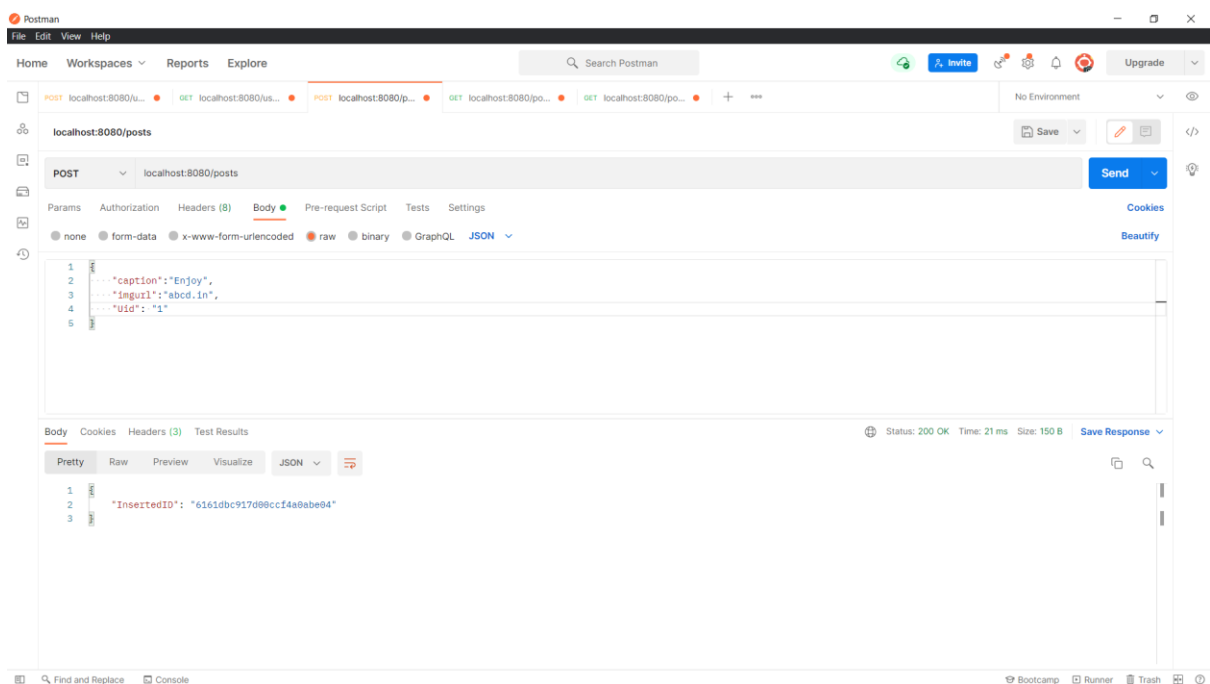 Postman
File Edit View Help
Home Workspaces Reports Explore Search Postman Invite Upgrade
POST localhost:8080/u... GET localhost:8080/us... POST localhost:8080/p... GET localhost:8080/po... GET localhost:8080/po... No Environment
localhost:8080/posts Save
POST localhost:8080/posts Send
Params Authorization Headers (8) Body Pre-request Script Tests Settings Cookies
none form-data x-www-form-urlencoded raw binary GraphQL JSON Beautify
1 {
2 "caption":"Enjoy",
3 "imgurl":"abcd.in",
4 "Uid": "1"
5 }
Body Cookies Headers (3) Test Results Status: 200 OK Time: 21 ms Size: 150 B Save Response
Pretty Raw Preview Visualize JSON
1 {
2 "InsertedID": "6161dbc917d00ccf4a0abe04"
3 }
Find and Replace Console Bootcamp Runner Trash